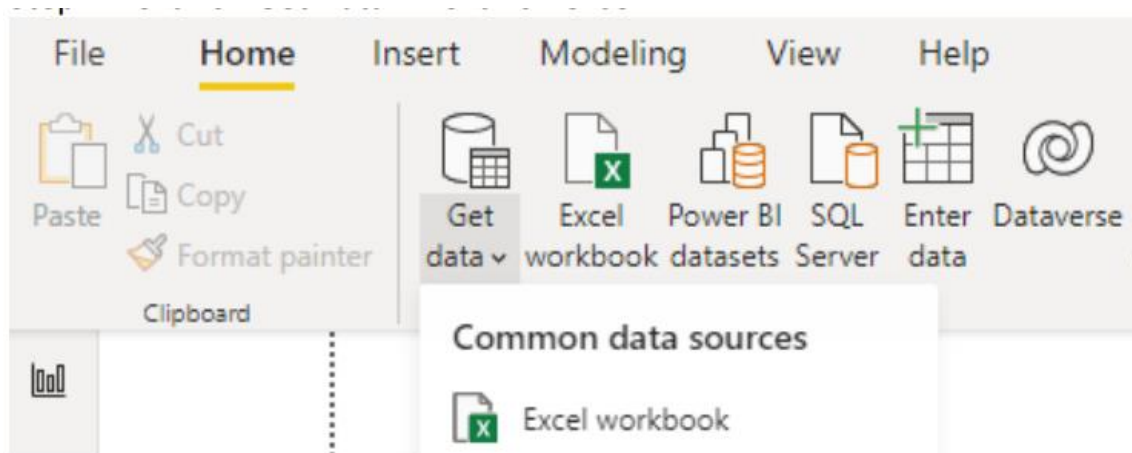 File Home Insert Modeling View Help
Cut
Copy
Paste
Format painter
Clipboard
Get data
Excel workbook
Power BI datasets
SQL Server
Enter data
Dataverse
Common data sources
Excel workbook